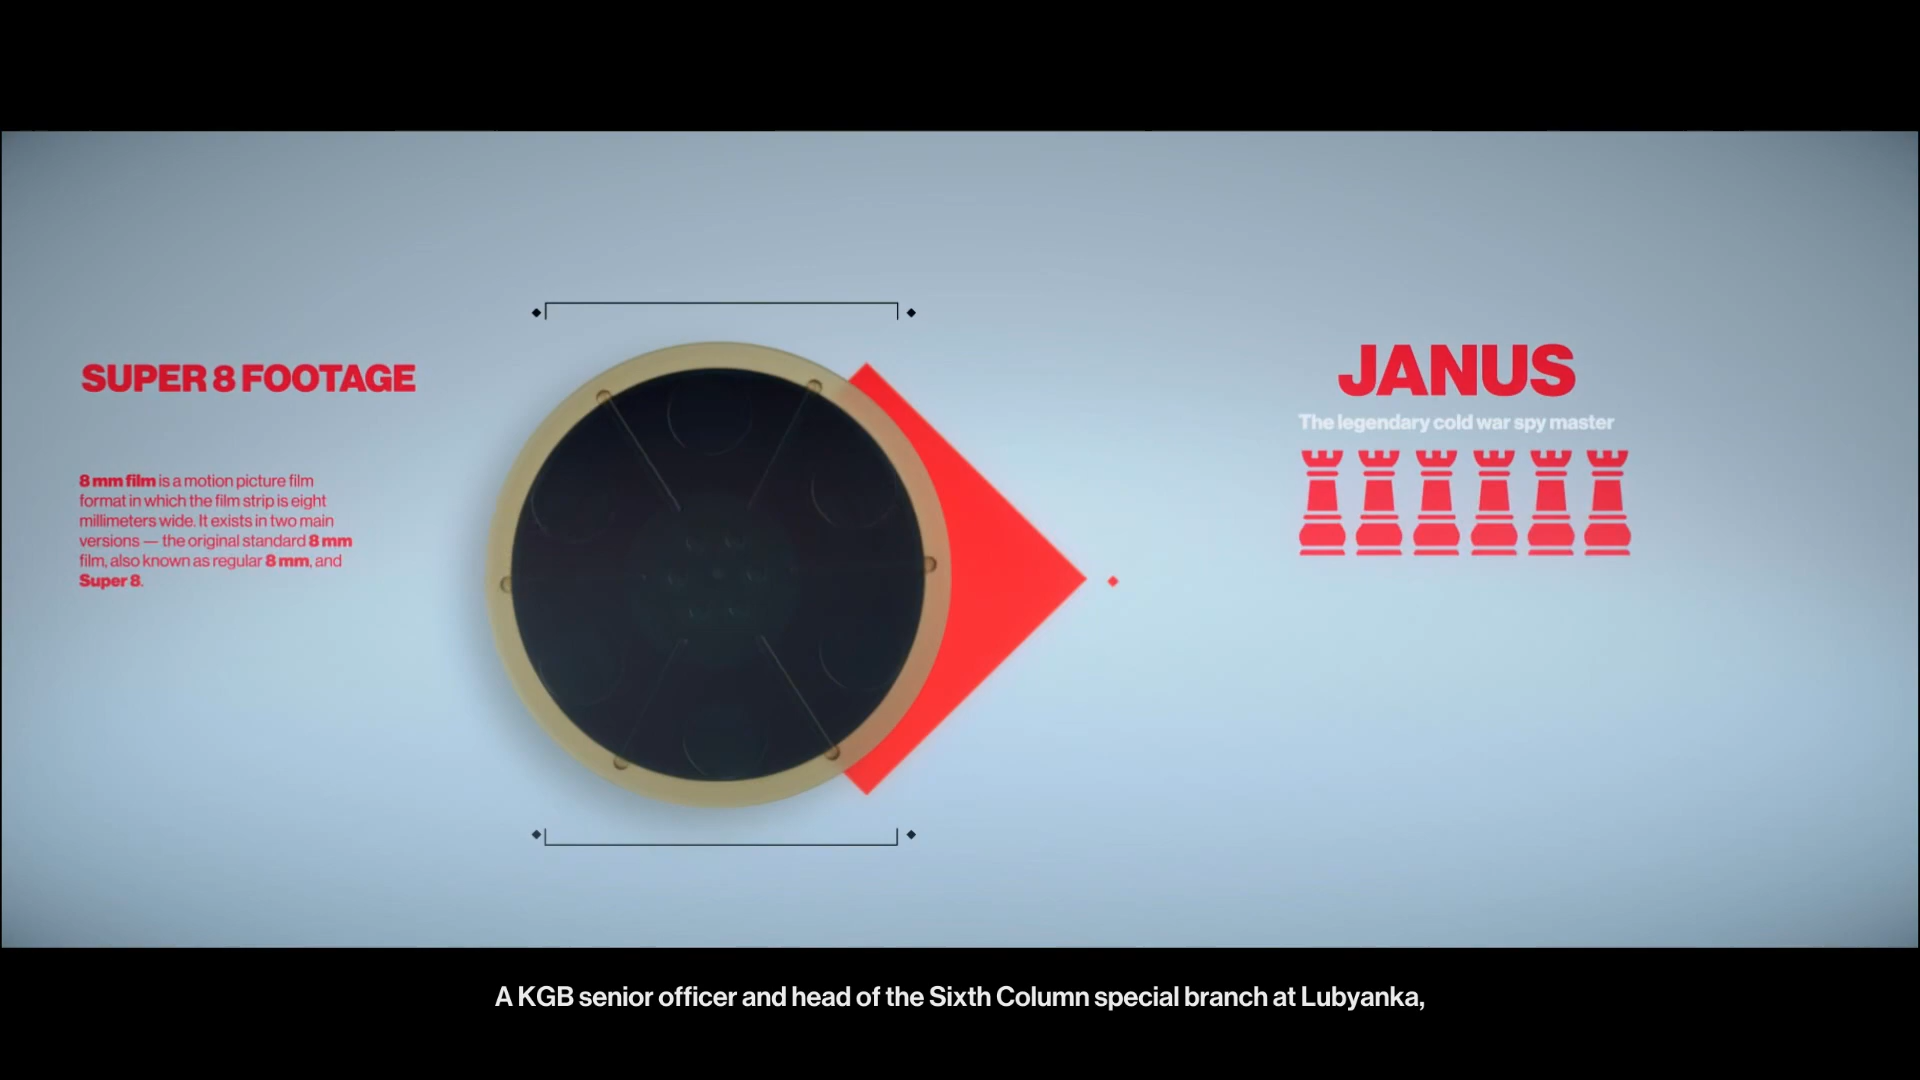 SUPER 8 FOOTAGE
8 mm film is a motion picture film
format in which the film strip is eight
millimeters wide. It exists in two main
versions — the original standard 8 mm
film, also known as regular 8 mm, and
Super 8.
JANUS
The legendary cold war spy master
A KGB senior officer and head of the Sixth Column special branch at Lubyanka,